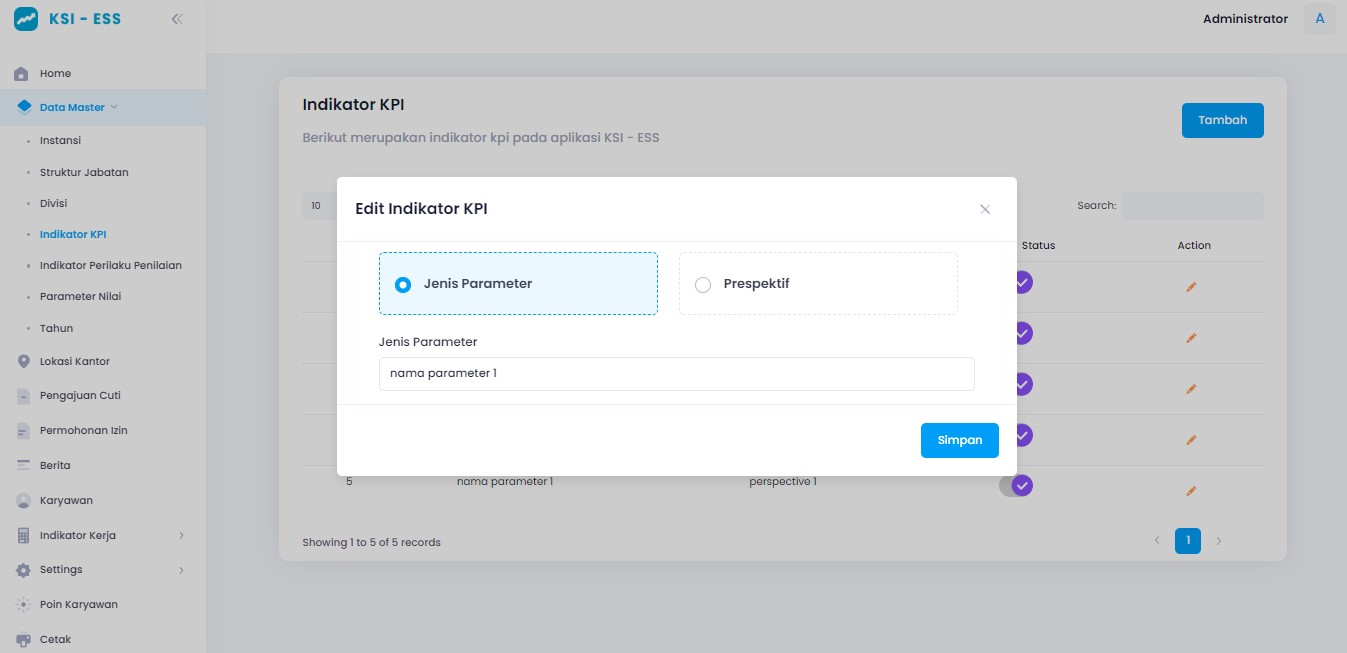 KSI - ESS
Administrator
A
Home
Data Master
Instansi
Struktur Jabatan
Divisi
Indikator KPI
Indikator Perilaku Penilaian
Parameter Nilai
Tahun
Lokasi Kantor
Pengajuan Cuti
Permohonan Izin
Berita
Karyawan
Indikator Kerja
Settings
Poin Karyawan
Cetak
Indikator KPI
Berikut merupakan indikator kpi pada aplikasi KSI - ESS
Tambah
10
Search:
Status
Action
Edit Indikator KPI
Jenis Parameter
Prespektif
Jenis Parameter
nama parameter 1
Simpan
5 nama parameter 1 perspective 1
Showing 1 to 5 of 5 records
1